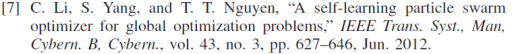 [7] C. Li, S. Yang, and T. T. Nguyen, “A self-learning particle swarm
optimizer for global optimization problems,” IEEE Trans. Syst., Man,
Cybern. B, Cybern., vol. 43, no. 3, pp. 627–646, Jun. 2012.